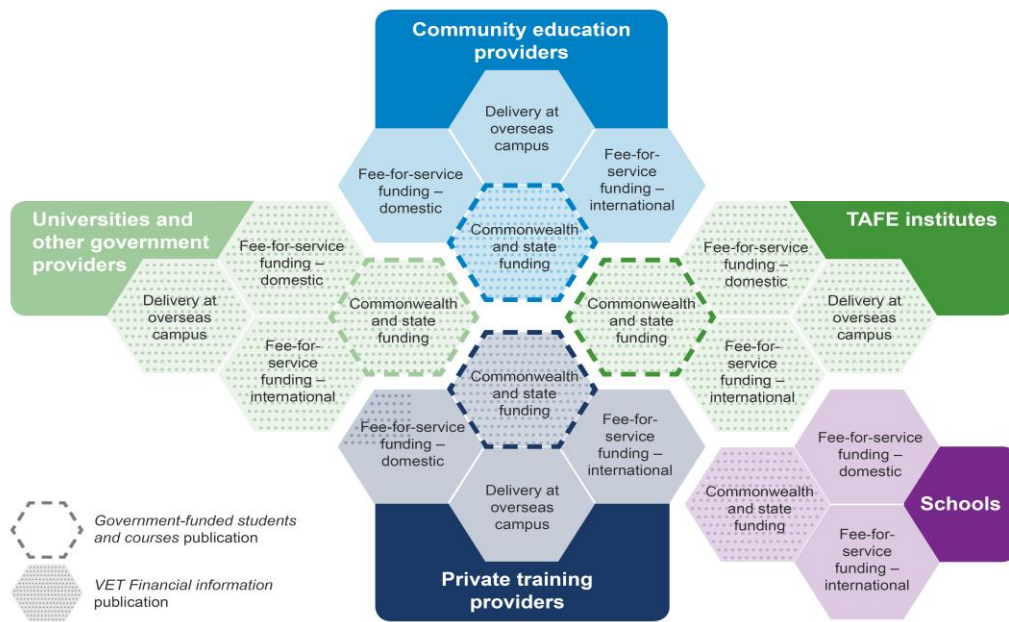 Community education
providers
Delivery at
overseas
campus
Fee-for-service
funding –
domestic
Fee-for-
service
funding –
international
Commonwealth
and state
funding
Universities and
other government
providers
Fee-for-service
funding –
domestic
Delivery at
overseas
campus
Fee-for-
service
funding –
international
Commonwealth
and state
funding
TAFE institutes
Commonwealth
and state
funding
Fee-for-service
funding –
domestic
Delivery at
overseas
campus
Fee-for-
service
funding –
international
Commonwealth
and state
funding
Fee-for-service
funding –
domestic
Fee-for-
service
funding –
international
Delivery at
overseas
campus
Private training
providers
Fee-for-service
funding –
domestic
Commonwealth
and state
funding
Schools
Fee-for-
service
funding –
international
Government-funded students
and courses publication
VET Financial information
publication